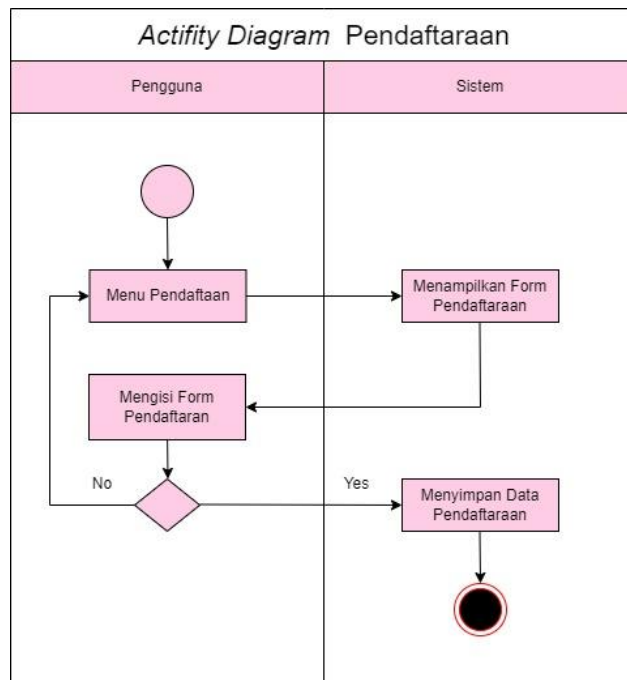 Actifity Diagram Pendaftaraan
Pengguna
Sistem
Menu Pendaftaan
Menampilkan Form
Pendaftaraan
Mengisi Form
Pendaftaran
No
Yes
Menyimpan Data
Pendaftaraan